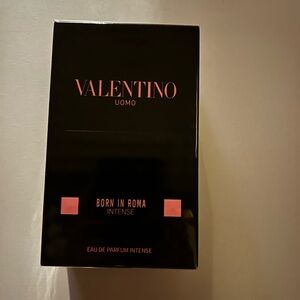 VALENTINO
UOMO
BORN IN ROMA
INTENSE
EAU DE PARFUM INTENSE